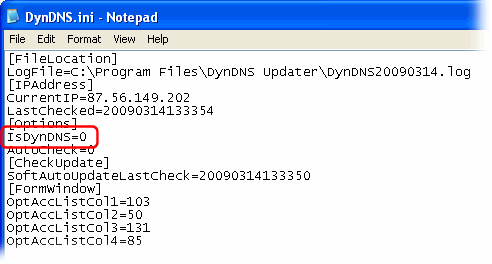 DynDNS.ini - Notepad
File Edit Format View Help
[FileLocation]
LogFile=C:\Program Files\DynDNS Updater\DynDNS20090314.log
[IPAddress]
CurrentIP=87.56.149.202
LastChecked=20090314133354
[Options]
IsDynDNS=0
AutoCheck=0
[CheckUpdate]
SoftAutoUpdateLastCheck=20090314133350
[FormWindow]
OptAccListCol1=103
OptAccListCol2=50
OptAccListCol3=131
OptAccListCol4=85